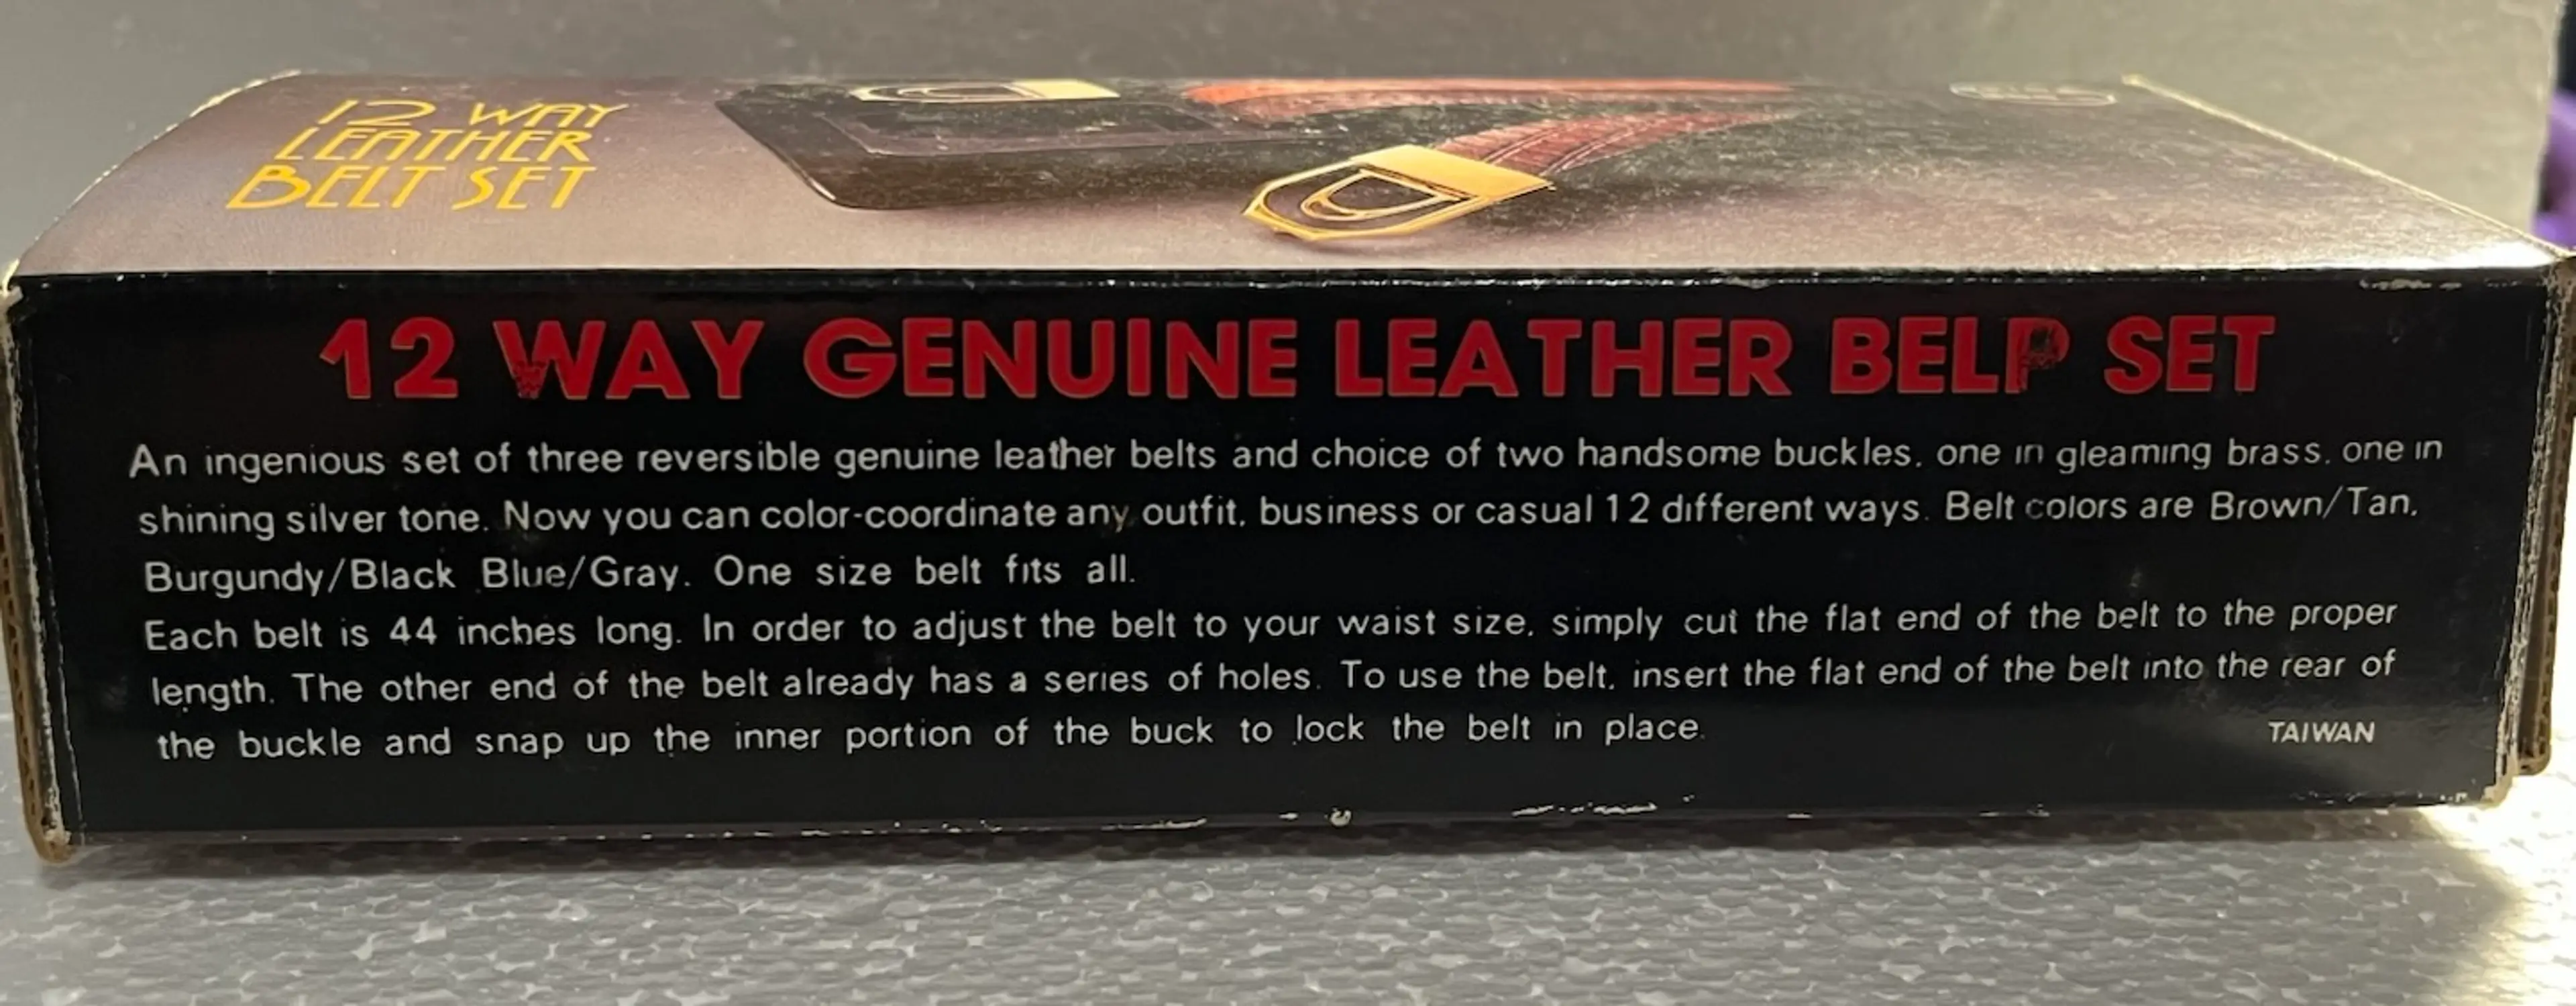 12 WAY
LEATHER
BELT SET
12 WAY GENUINE LEATHER BELP SET
An ingenious set of three reversible genuine leather belts and choice of two handsome buckles, one in gleaming brass, one in
shining silver tone. Now you can color-coordinate any outfit, business or casual 12 different ways. Belt colors are Brown/Tan,
Burgundy/Black Blue/Gray. One size belt fits all.
Each belt is 44 inches long. In order to adjust the belt to your waist size, simply cut the flat end of the belt to the proper
length. The other end of the belt already has a series of holes. To use the belt, insert the flat end of the belt into the rear of
the buckle and snap up the inner portion of the buck to lock the belt in place.
TAIWAN